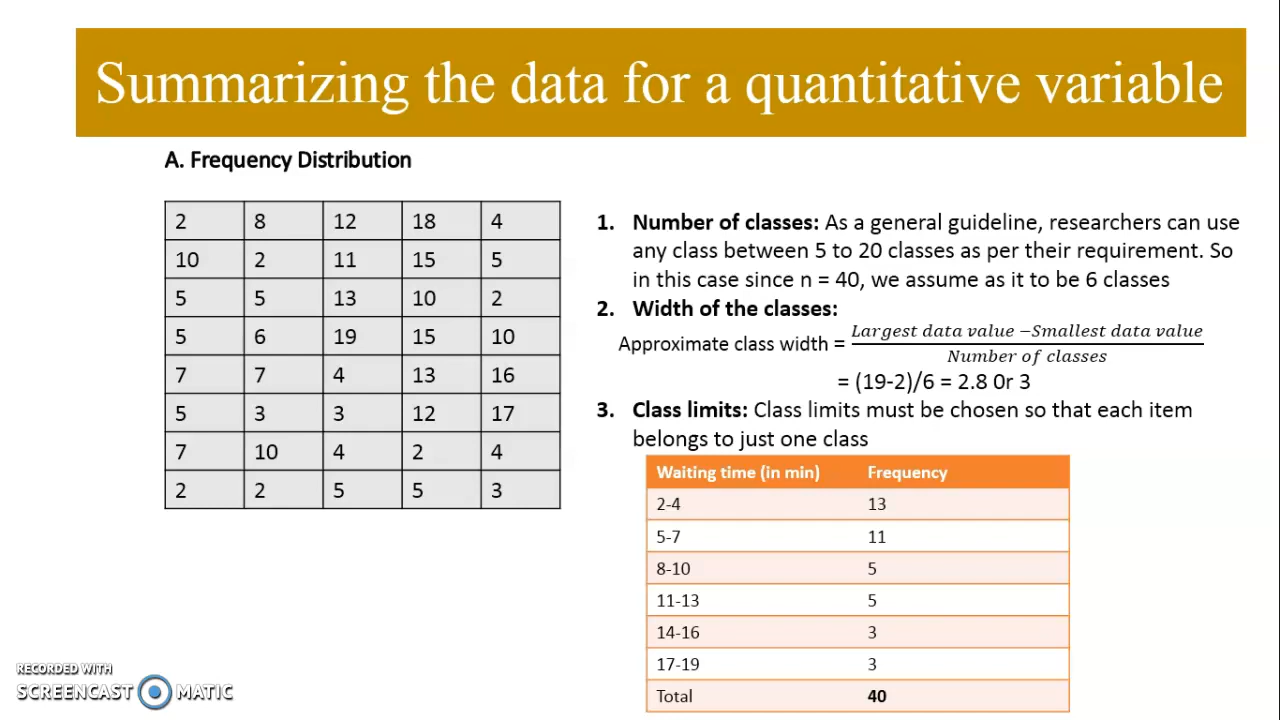 Summarizing the data for a quantitative variable
A. Frequency Distribution
2 8 12 18 4
10 2 11 15 5
5 5 13 10 2
5 6 19 15 10
7 7 4 13 16
5 3 3 12 17
7 10 4 2 4
2 2 5 5 3
1. Number of classes: As a general guideline, researchers can use
any class between 5 to 20 classes as per their requirement. So
in this case since n = 40, we assume as it to be 6 classes
2. Width of the classes:
Approximate class width = Largest data value −Smallest data value
Number of classes
= (19-2)/6 = 2.8 0r 3
3. Class limits: Class limits must be chosen so that each item
belongs to just one class
Waiting time (in min) Frequency
2-4 13
5-7 11
8-10 5
11-13 5
14-16 3
17-19 3
Total 40
RECORDED WITH
SCREENCAST MATIC